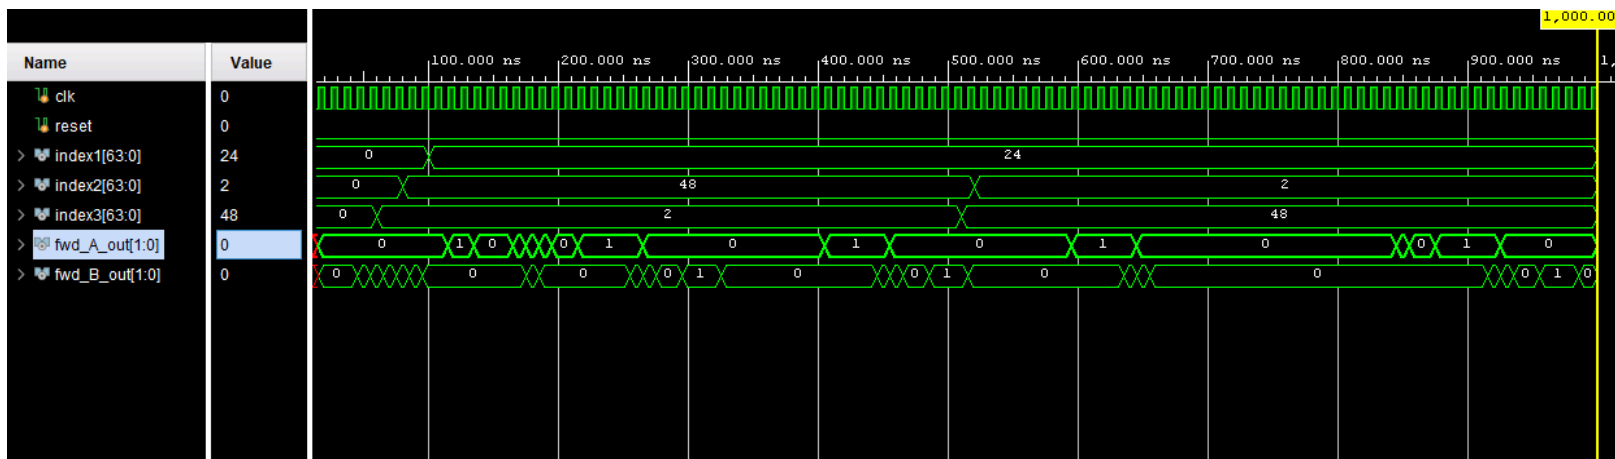 1,000.00
Name Value
100.000 ns 200.000 ns 300.000 ns 400.000 ns 500.000 ns 600.000 ns 700.000 ns 800.000 ns 900.000 ns 1,
clk 0
reset 0
index1[63:0] 24 0 24
index2[63:0] 2 0 48 2
index3[63:0] 48 0 2 48
fwd_A_out[1:0] 0 0 1 0 0 1 0 1 0 1 0 0 1 0
fwd_B_out[1:0] 0 0 0 0 0 1 0 0 1 0 0 0 1 0